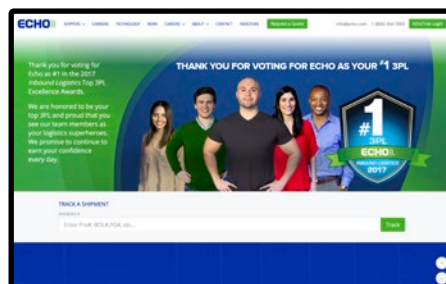 ECHO
SHIPPERS CARRIERS TECHNOLOGY NEWS CAREERS ABOUT CONTACT INVESTORS Request a Quote
THANK YOU FOR VOTING FOR ECHO AS YOUR #1 3PL
Thank you for voting for
Echo as #1 in the 2017
Inbound Logistics Top 3PL
Excellence Awards.
We are honored to be your
top 3PL and proud that you
see our team members as
your logistics superheroes.
We promise to continue to
earn your confidence
every day.
#1
3PL
ECHO
INBOUND LOGISTICS
2017
TRACK A SHIPMENT
Track